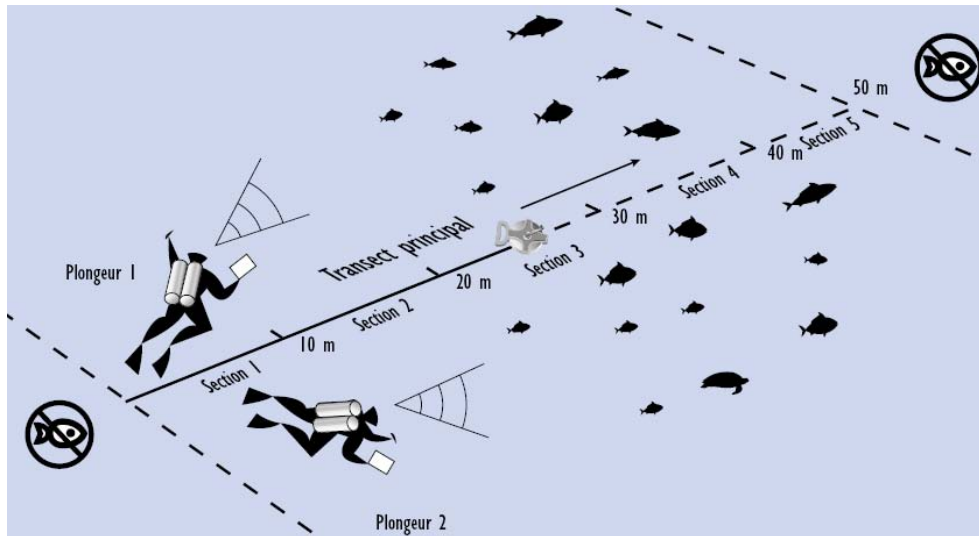 50 m
Section 5
40 m
Section 4
30 m
Section 3
Transect principal
20 m
Section 2
Plongeur 1
10 m
Section 1
Plongeur 2